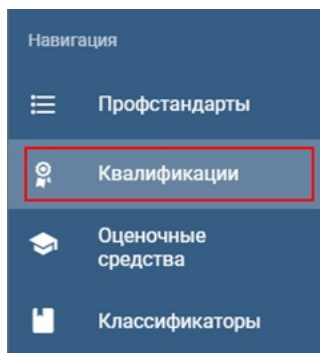 Навигация
Профстандарты
Квалификации
Оценочные
средства
Классификаторы